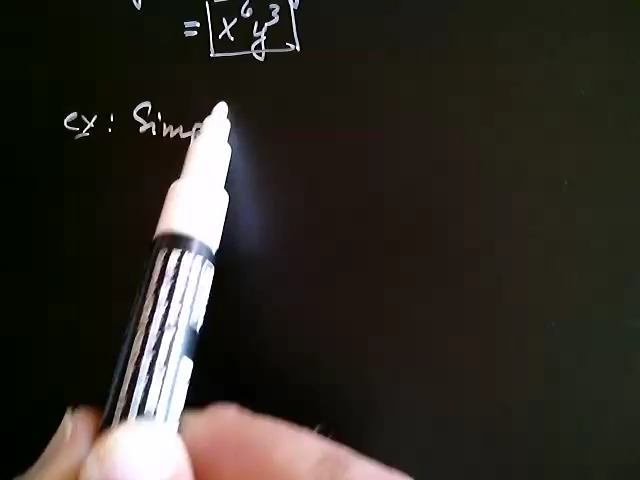 = x⁶y³
ex: Simp